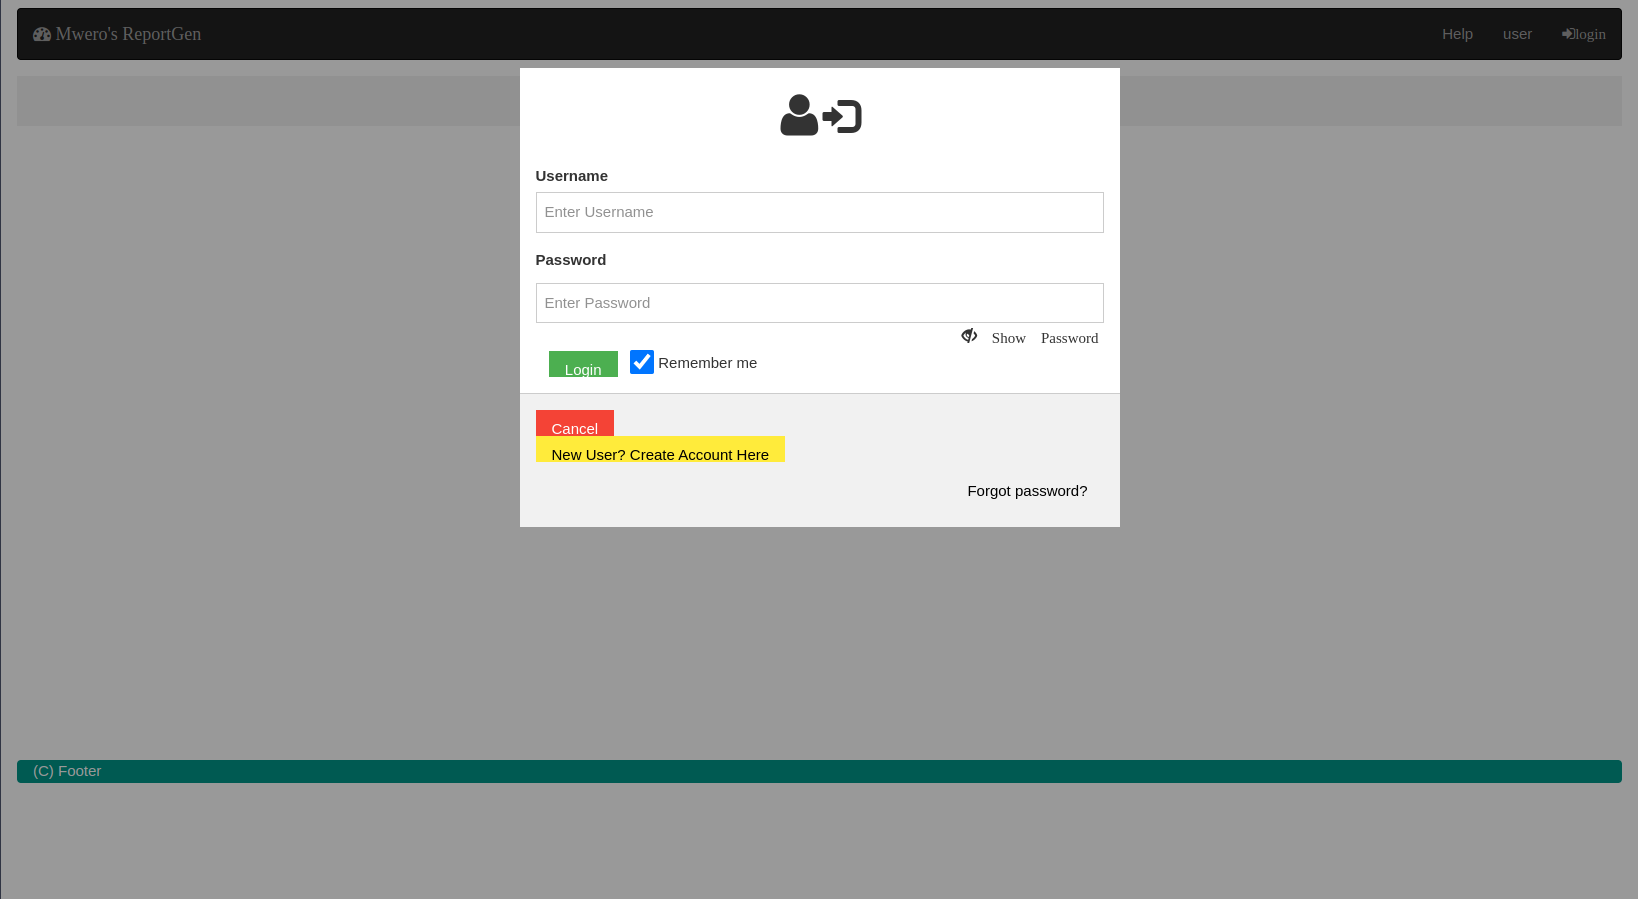 Mwero's ReportGen
Help user login
Username
Enter Username
Password
Enter Password
Show Password
Login Remember me
Cancel
New User? Create Account Here
Forgot password?
(C) Footer